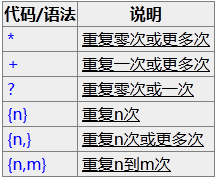 代码/语法 说明
* 重复零次或更多次
+ 重复一次或更多次
? 重复零次或一次
{n} 重复n次
{n,} 重复n次或更多次
{n,m} 重复n到m次